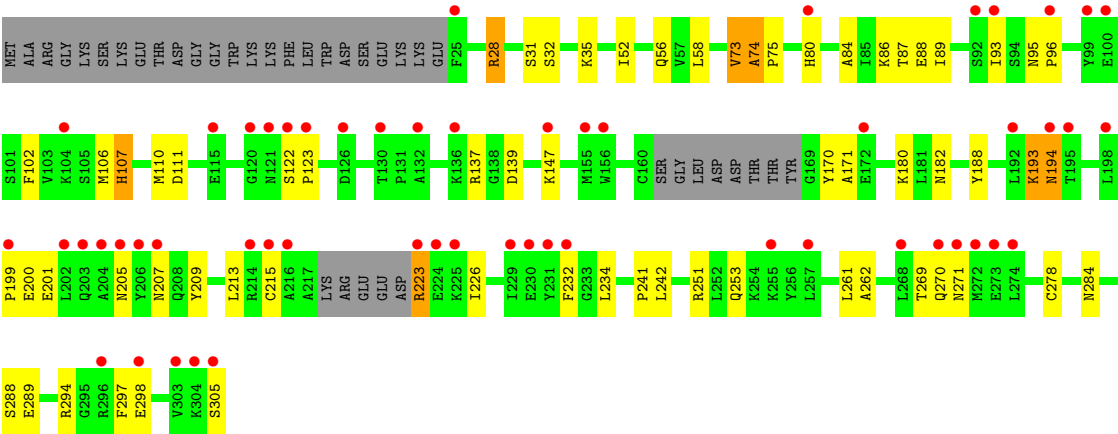 MET ALA ARG GLY LYS SER LYS GLU THR ASP GLY GLY TRP LYS LYS PHE LEU TRP ASP SER GLU LYS LYS GLU F25 R28 S31 S32 K35 I52 Q56 V57 L58 V73 A74 P75 H80 A84 I85 K86 T87 E88 I89 S92 I93 S94 N95 P96 Y99 E100
S101 F102 V103 K104 S105 M106 H107 M110 D111 E115 G120 N121 S122 P123 D126 T130 P131 A132 K136 R137 G138 D139 K147 M155 W156 C160 SER GLY LEU ASP ASP THR THR TYR G169 Y170 A171 E172 K180 L181 N182 Y188 L192 K193 N194 T195 L198
P199 E200 E201 L202 Q203 A204 N205 Y206 N207 Q208 Y209 L213 R214 C215 A216 A217 LYS ARG GLU GLU ASP R223 E224 K225 I226 I229 E230 Y231 F232 G233 L234 P241 L242 R251 L252 Q253 K254 K255 Y256 L257 L261 A262 L268 T269 Q270 N271 M272 E273 L274 C278 N284
S288 E289 R294 G295 R296 F297 E298 V303 K304 S305